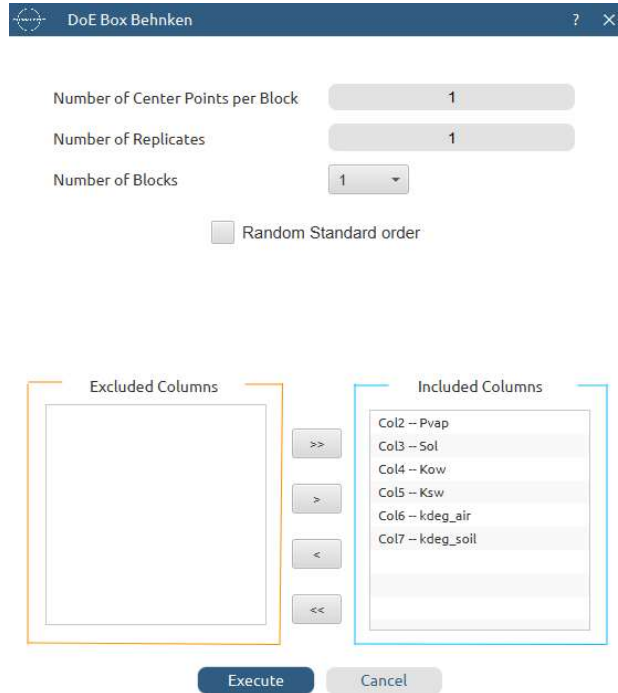 DoE Box Behnken ? ×
Number of Center Points per Block 1
Number of Replicates 1
Number of Blocks 1
Random Standard order
Excluded Columns Included Columns
Col2 -- Pvap
Col3 -- Sol
Col4 -- Kow
Col5 -- Ksw
Col6 -- kdeg_air
Col7 -- kdeg_soil
>>
>
<
<<
Execute Cancel